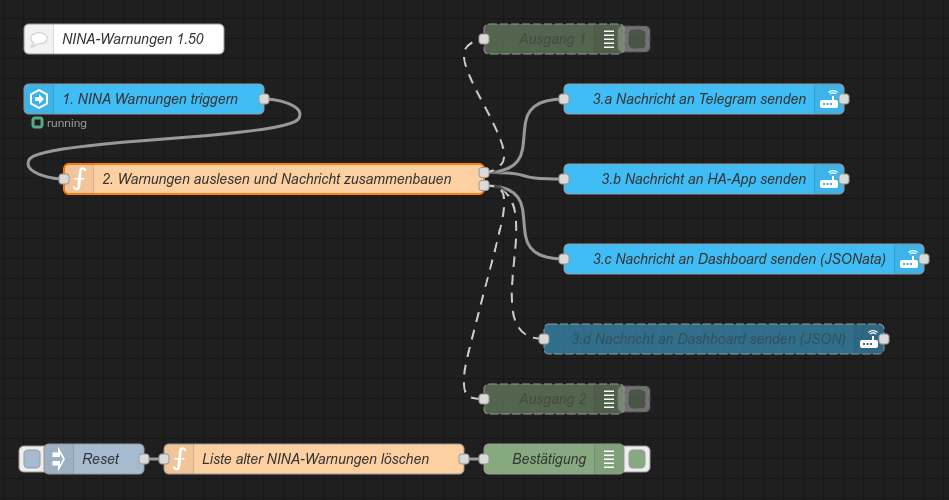 NINA-Warnungen 1.50
Ausgang 1
1. NINA Warnungen triggern
3.a Nachricht an Telegram senden
running
2. Warnungen auslesen und Nachricht zusammenbauen
3.b Nachricht an HA-App senden
3.c Nachricht an Dashboard senden (JSONata)
3.d Nachricht an Dashboard senden (JSON)
Ausgang 2
Reset
Liste alter NINA-Warnungen löschen
Bestätigung